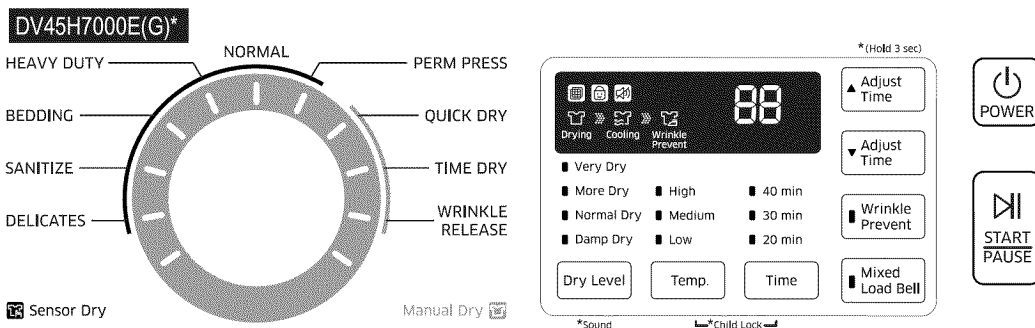 DV45H7000E(G)*
NORMAL
HEAVY DUTY
BEDDING
SANITIZE
DELICATES
PERM PRESS
QUICK DRY
TIME DRY
WRINKLE
RELEASE
Sensor Dry
Manual Dry
*(Hold 3 sec)
88
Drying
Cooling
Wrinkle
Prevent
Very Dry
More Dry
High
40 min
Normal Dry
Medium
30 min
Damp Dry
Low
20 min
Dry Level
Temp.
Time
*Sound
*Child Lock
Adjust
Time
Adjust
Time
Wrinkle
Prevent
Mixed
Load Bell
POWER
START
PAUSE